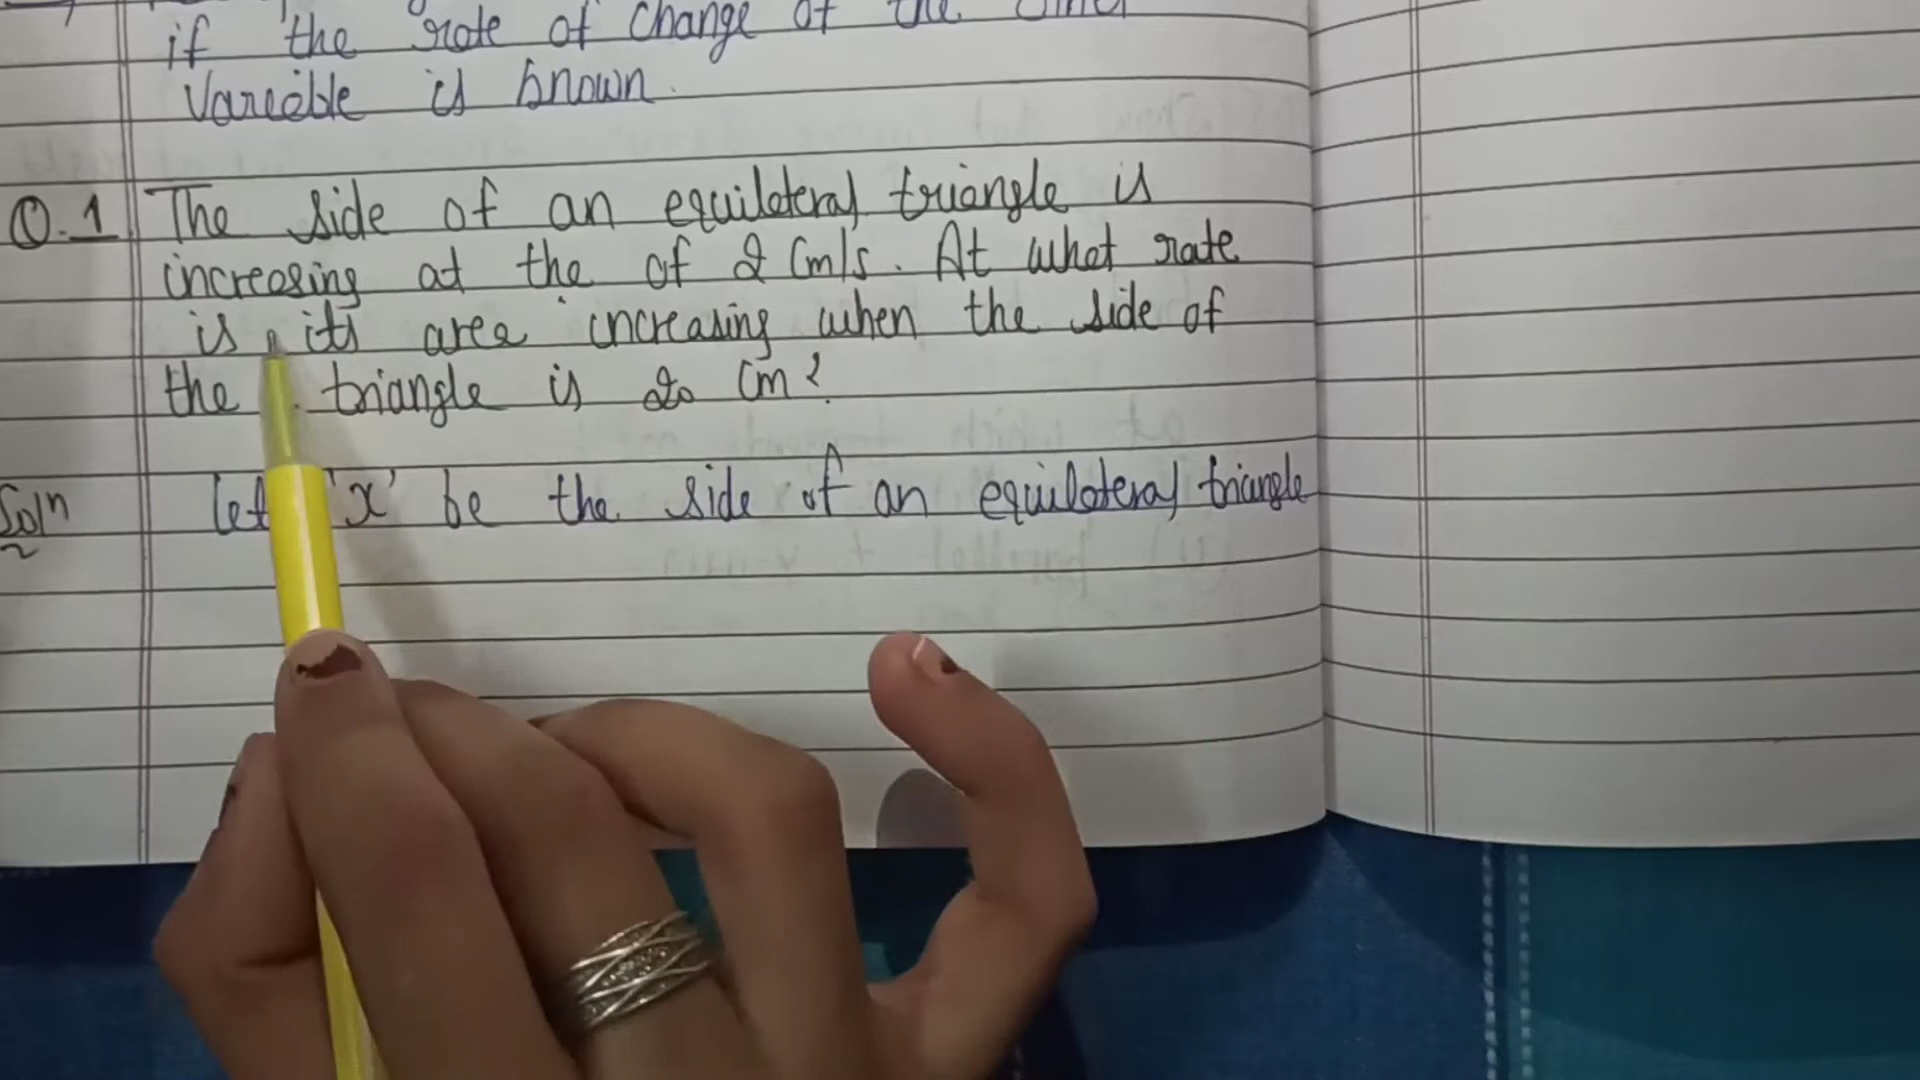 if the rate of change of the other
Variable is known.
Q.1 The side of an equilateral triangle is
increasing at the of 2 Cm/s. At what rate
is its area increasing when the side of
the triangle is 20 Cm?
Soln let 'x' be the side of an equilateral triangle